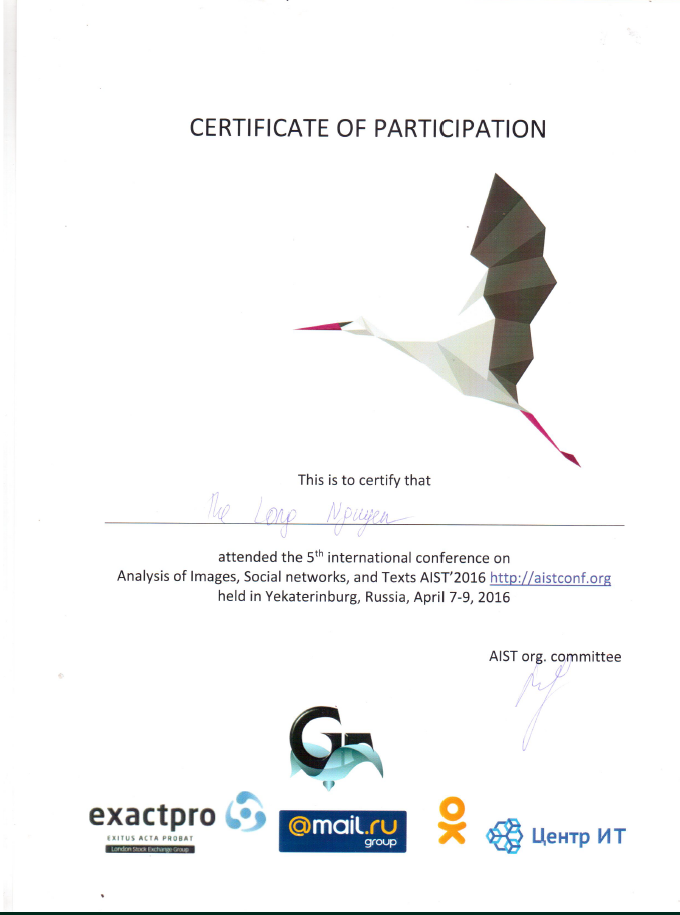 CERTIFICATE OF PARTICIPATION
This is to certify that
The Long Nguyen
attended the 5th international conference on
Analysis of Images, Social networks, and Texts AIST'2016 http://aistconf.org
held in Yekaterinburg, Russia, April 7-9, 2016
AIST org. committee
exactpro
EXITUS ACTA PROBAT
London Stock Exchange Group
@mail.ru
group
Центр ИТ